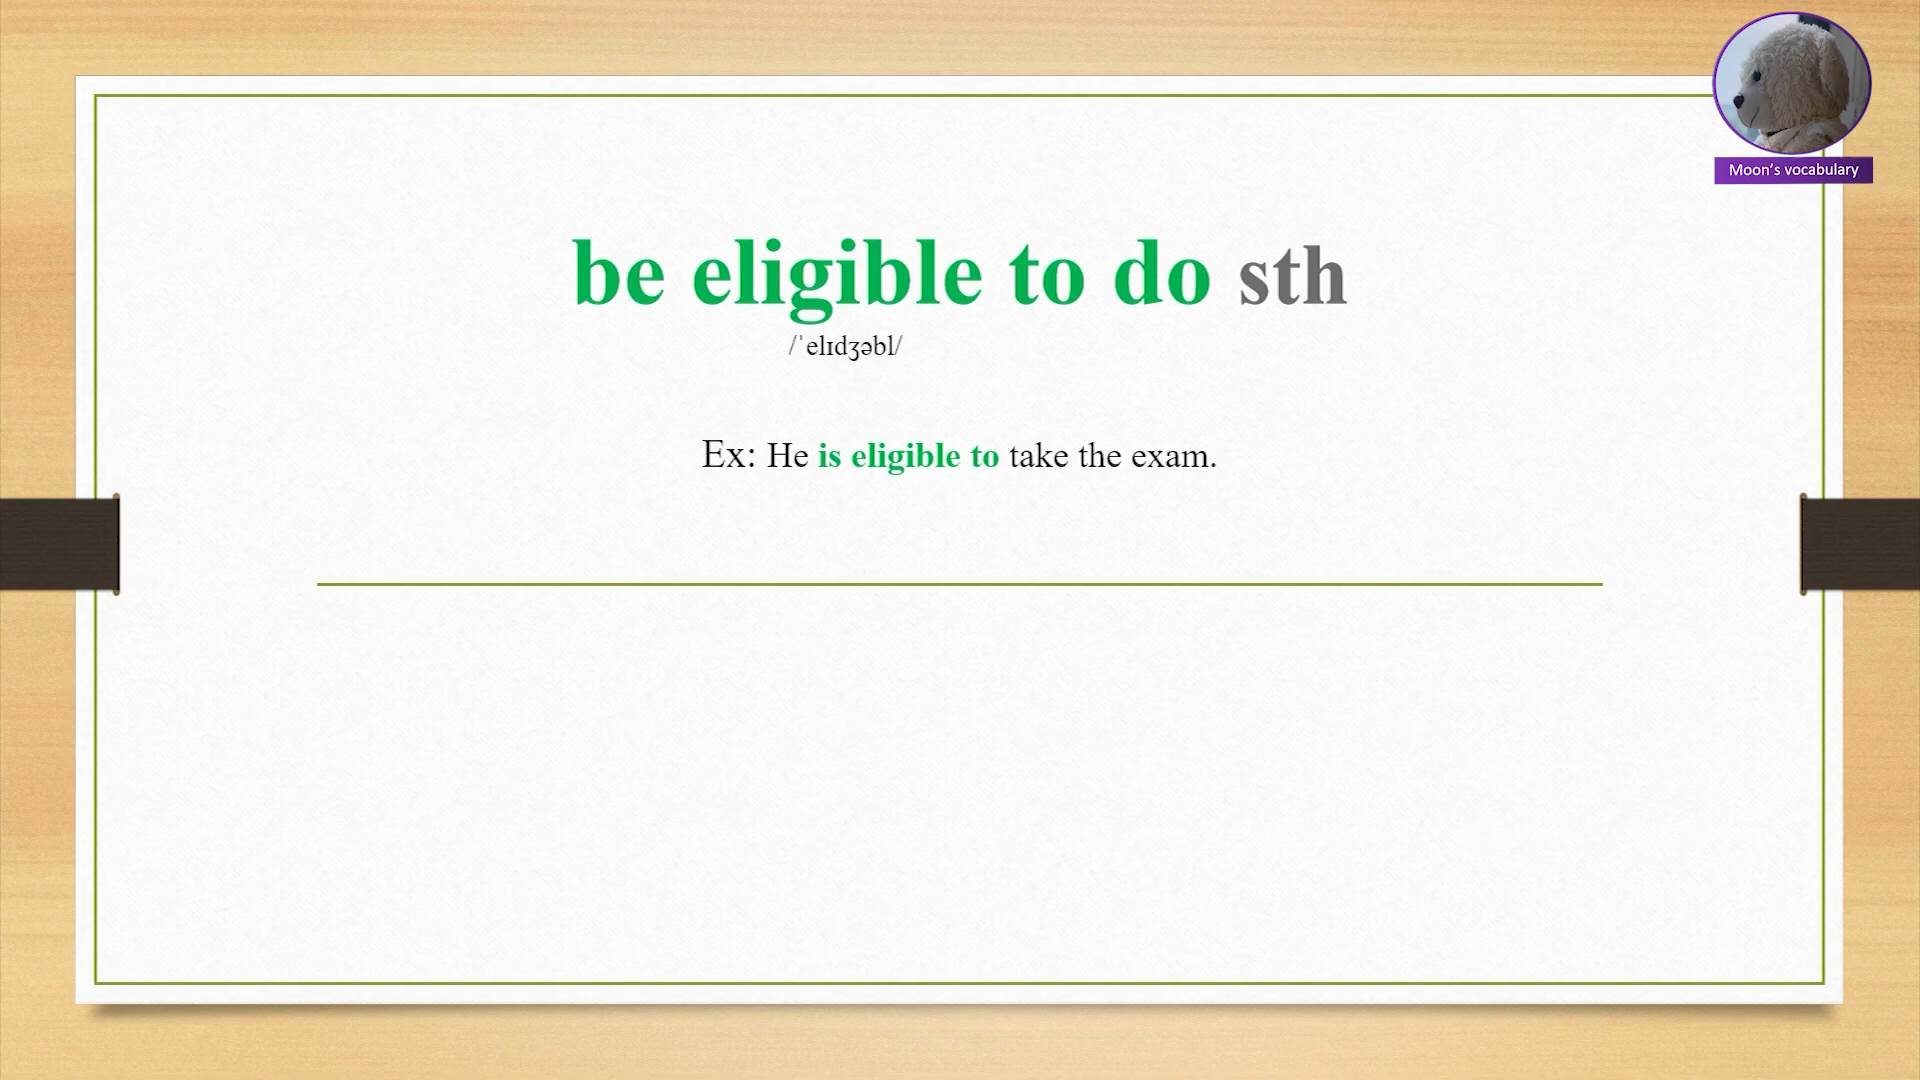 Moon's vocabulary
be eligible to do sth
/ˈelɪdʒəbl/
Ex: He is eligible to take the exam.